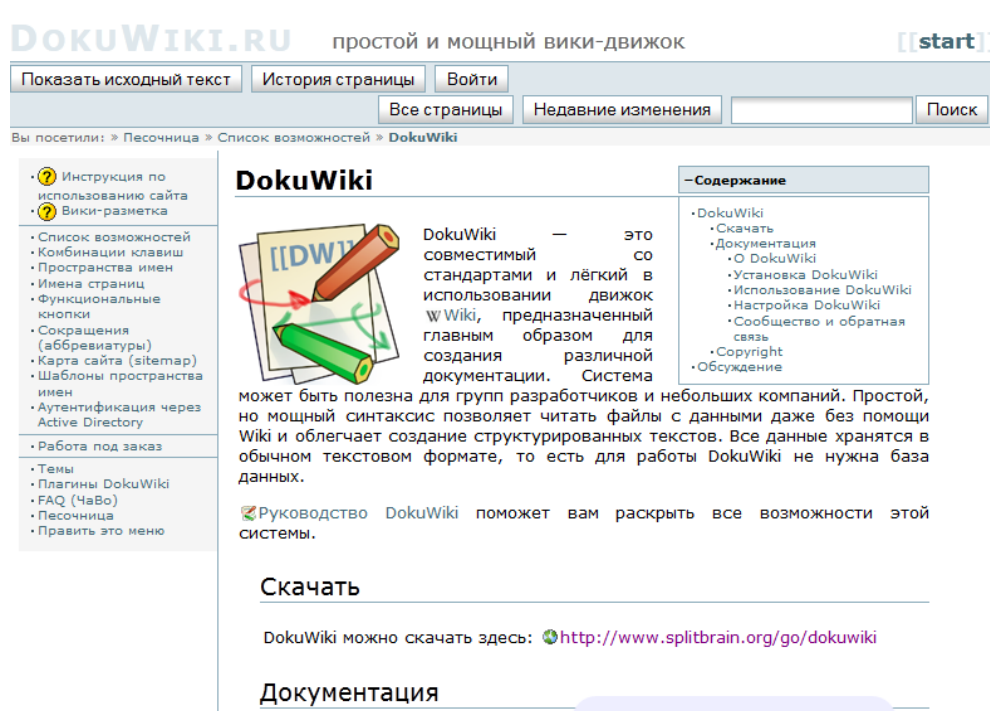 DOKUWIKI.RU простой и мощный вики-движок [[start]]
Показать исходный текст История страницы Войти
Все страницы Недавние изменения Поиск
Вы посетили: » Песочница » Список возможностей » DokuWiki
Инструкция по
использованию сайта
Вики-разметка
Список возможностей
Комбинации клавиш
Пространства имен
Имена страниц
Функциональные
кнопки
Сокращения
(аббревиатуры)
Карта сайта (sitemap)
Шаблоны пространства
имен
Аутентификация через
Active Directory
Работа под заказ
Темы
Плагины DokuWiki
FAQ (ЧаВо)
Песочница
Править это меню
DokuWiki
[[DW]]
DokuWiki — это
совместимый со
стандартами и лёгкий в
использовании движок
Wiki, предназначенный
главным образом для
создания различной
документации. Система
может быть полезна для групп разработчиков и небольших компаний. Простой,
но мощный синтаксис позволяет читать файлы с данными даже без помощи
Wiki и облегчает создание структурированных текстов. Все данные хранятся в
обычном текстовом формате, то есть для работы DokuWiki не нужна база
данных.
Руководство DokuWiki поможет вам раскрыть все возможности этой
системы.
Скачать
DokuWiki можно скачать здесь: http://www.splitbrain.org/go/dokuwiki
Документация
−Содержание
DokuWiki
Скачать
Документация
О DokuWiki
Установка DokuWiki
Использование DokuWiki
Настройка DokuWiki
Сообщество и обратная
связь
Copyright
Обсуждение